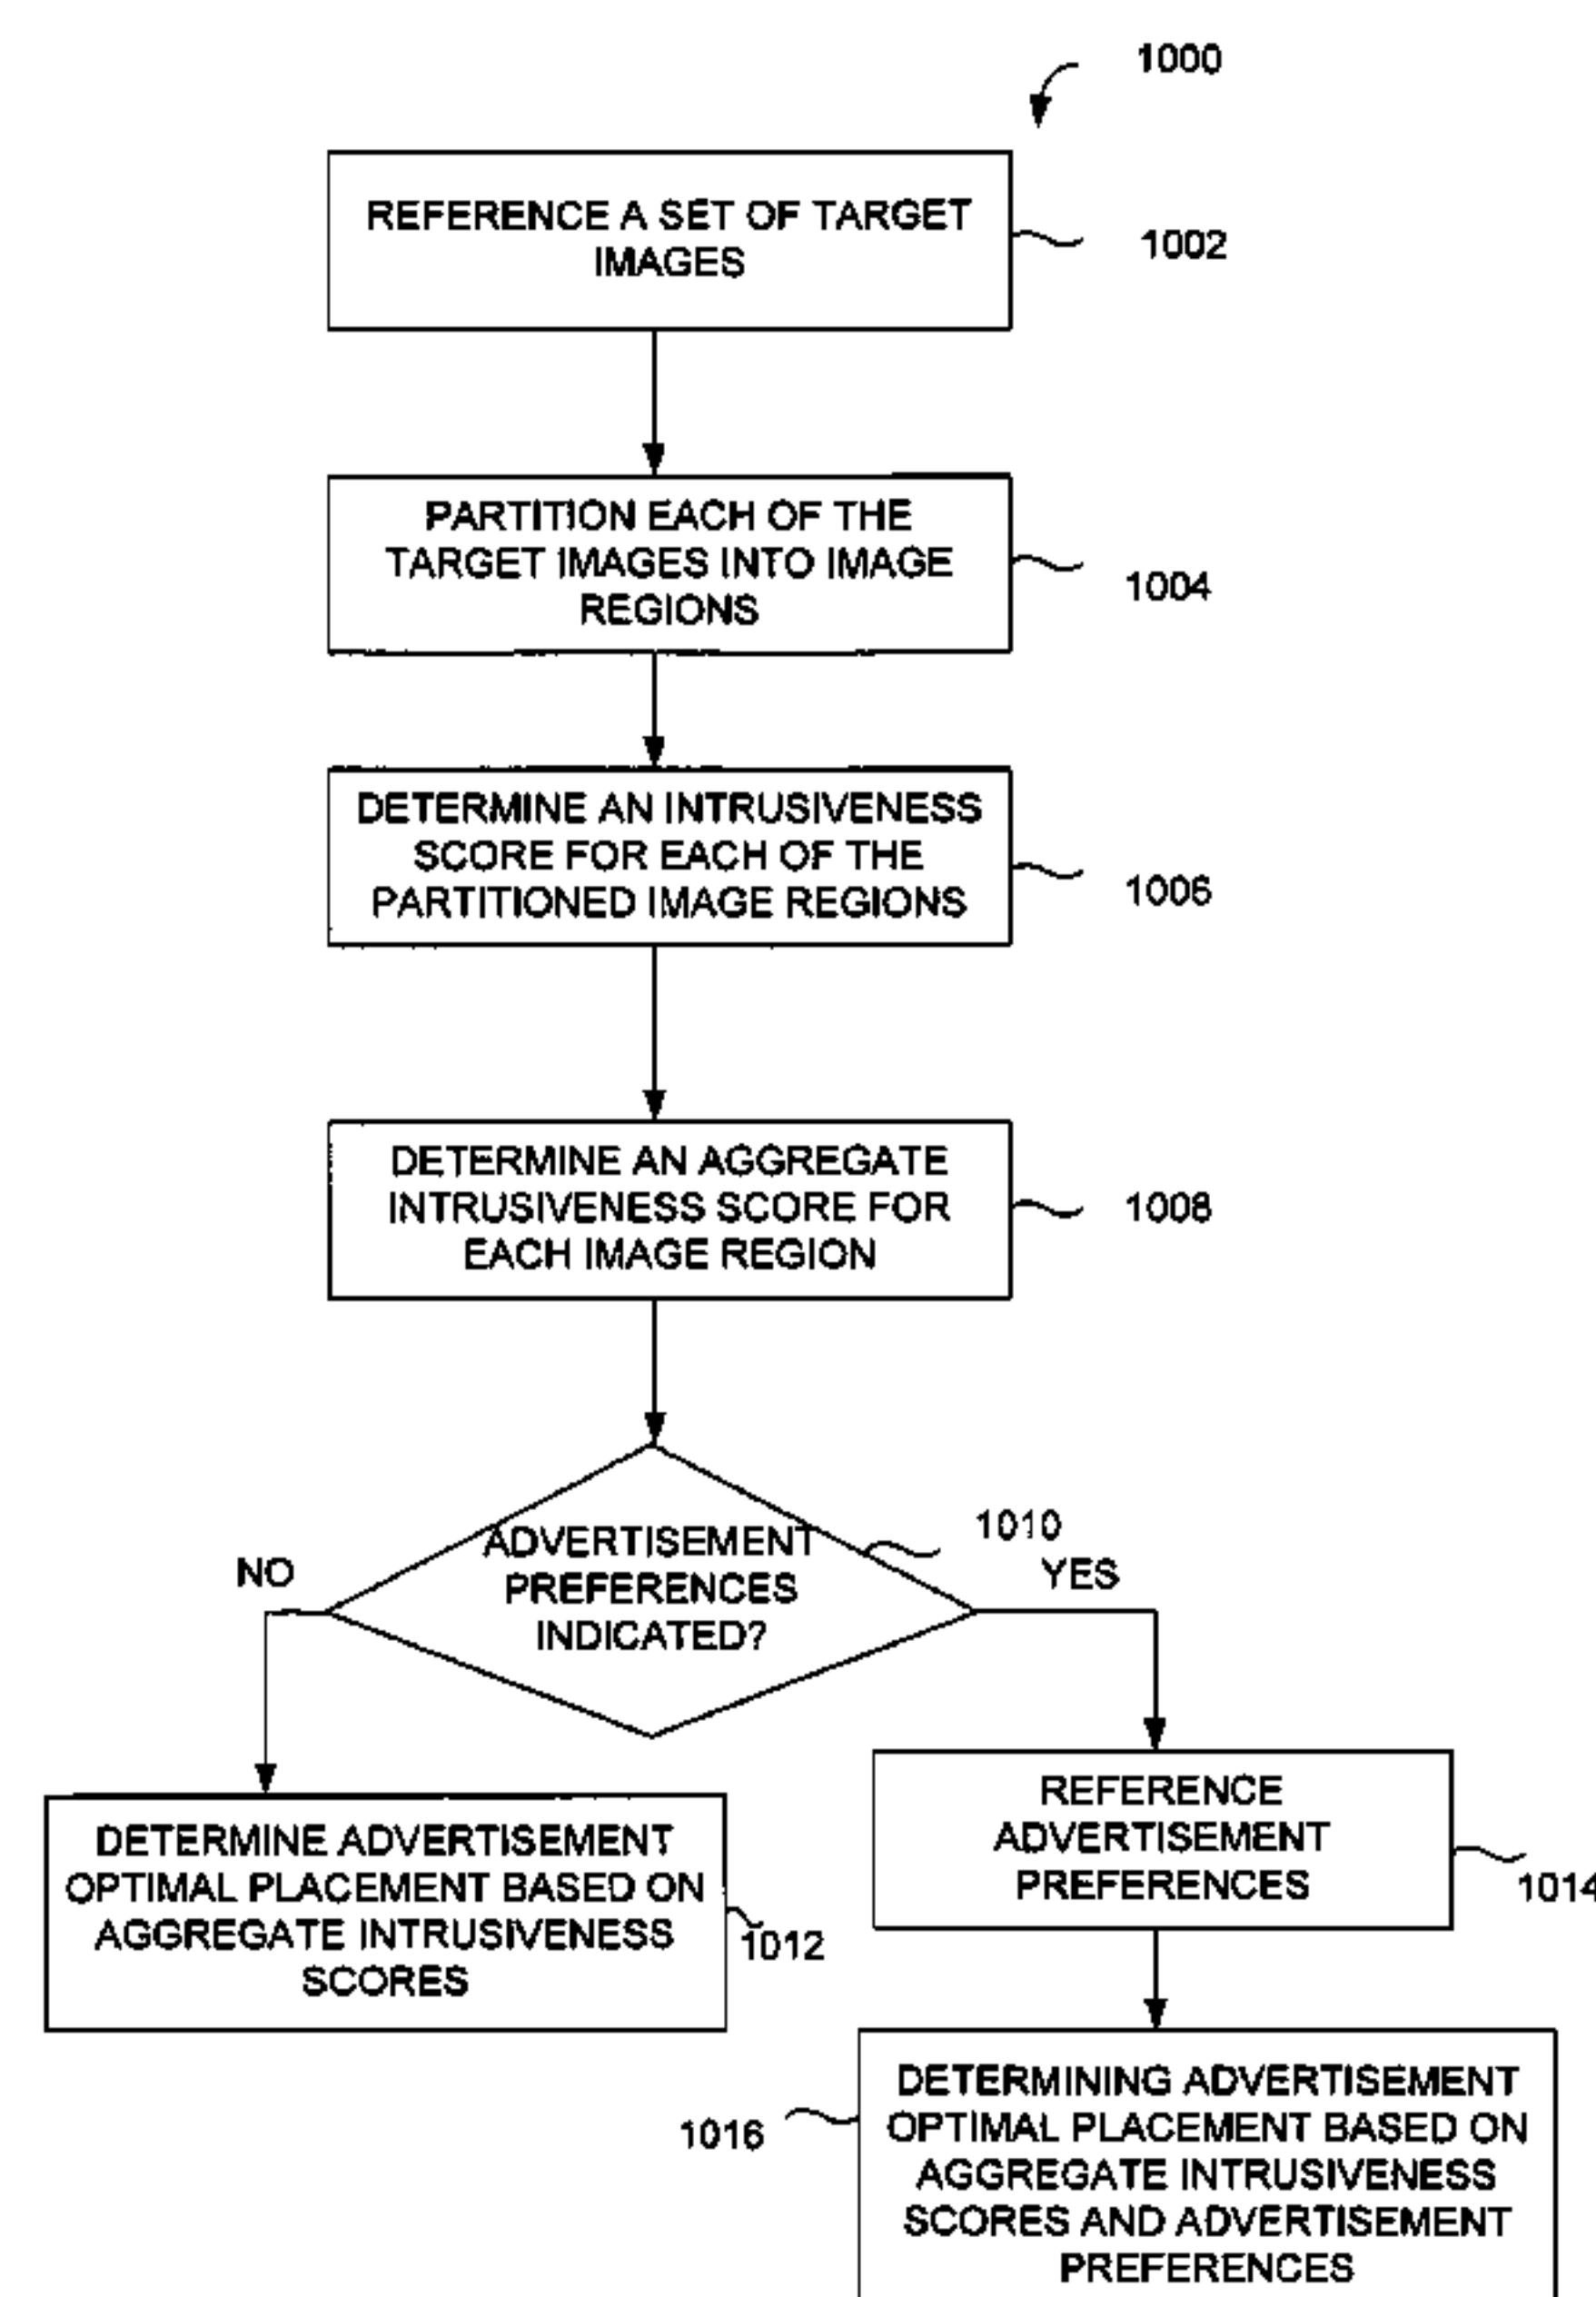 1000
REFERENCE A SET OF TARGET
IMAGES
1002
PARTITION EACH OF THE
TARGET IMAGES INTO IMAGE
REGIONS
1004
DETERMINE AN INTRUSIVENESS
SCORE FOR EACH OF THE
PARTITIONED IMAGE REGIONS
1006
DETERMINE AN AGGREGATE
INTRUSIVENESS SCORE FOR
EACH IMAGE REGION
1008
ADVERTISEMENT
PREFERENCES
INDICATED?
1010
NO
YES
DETERMINE ADVERTISEMENT
OPTIMAL PLACEMENT BASED ON
AGGREGATE INTRUSIVENESS
SCORES
1012
REFERENCE
ADVERTISEMENT
PREFERENCES
1014
DETERMINING ADVERTISEMENT
OPTIMAL PLACEMENT BASED ON
AGGREGATE INTRUSIVENESS
SCORES AND ADVERTISEMENT
PREFERENCES
1016